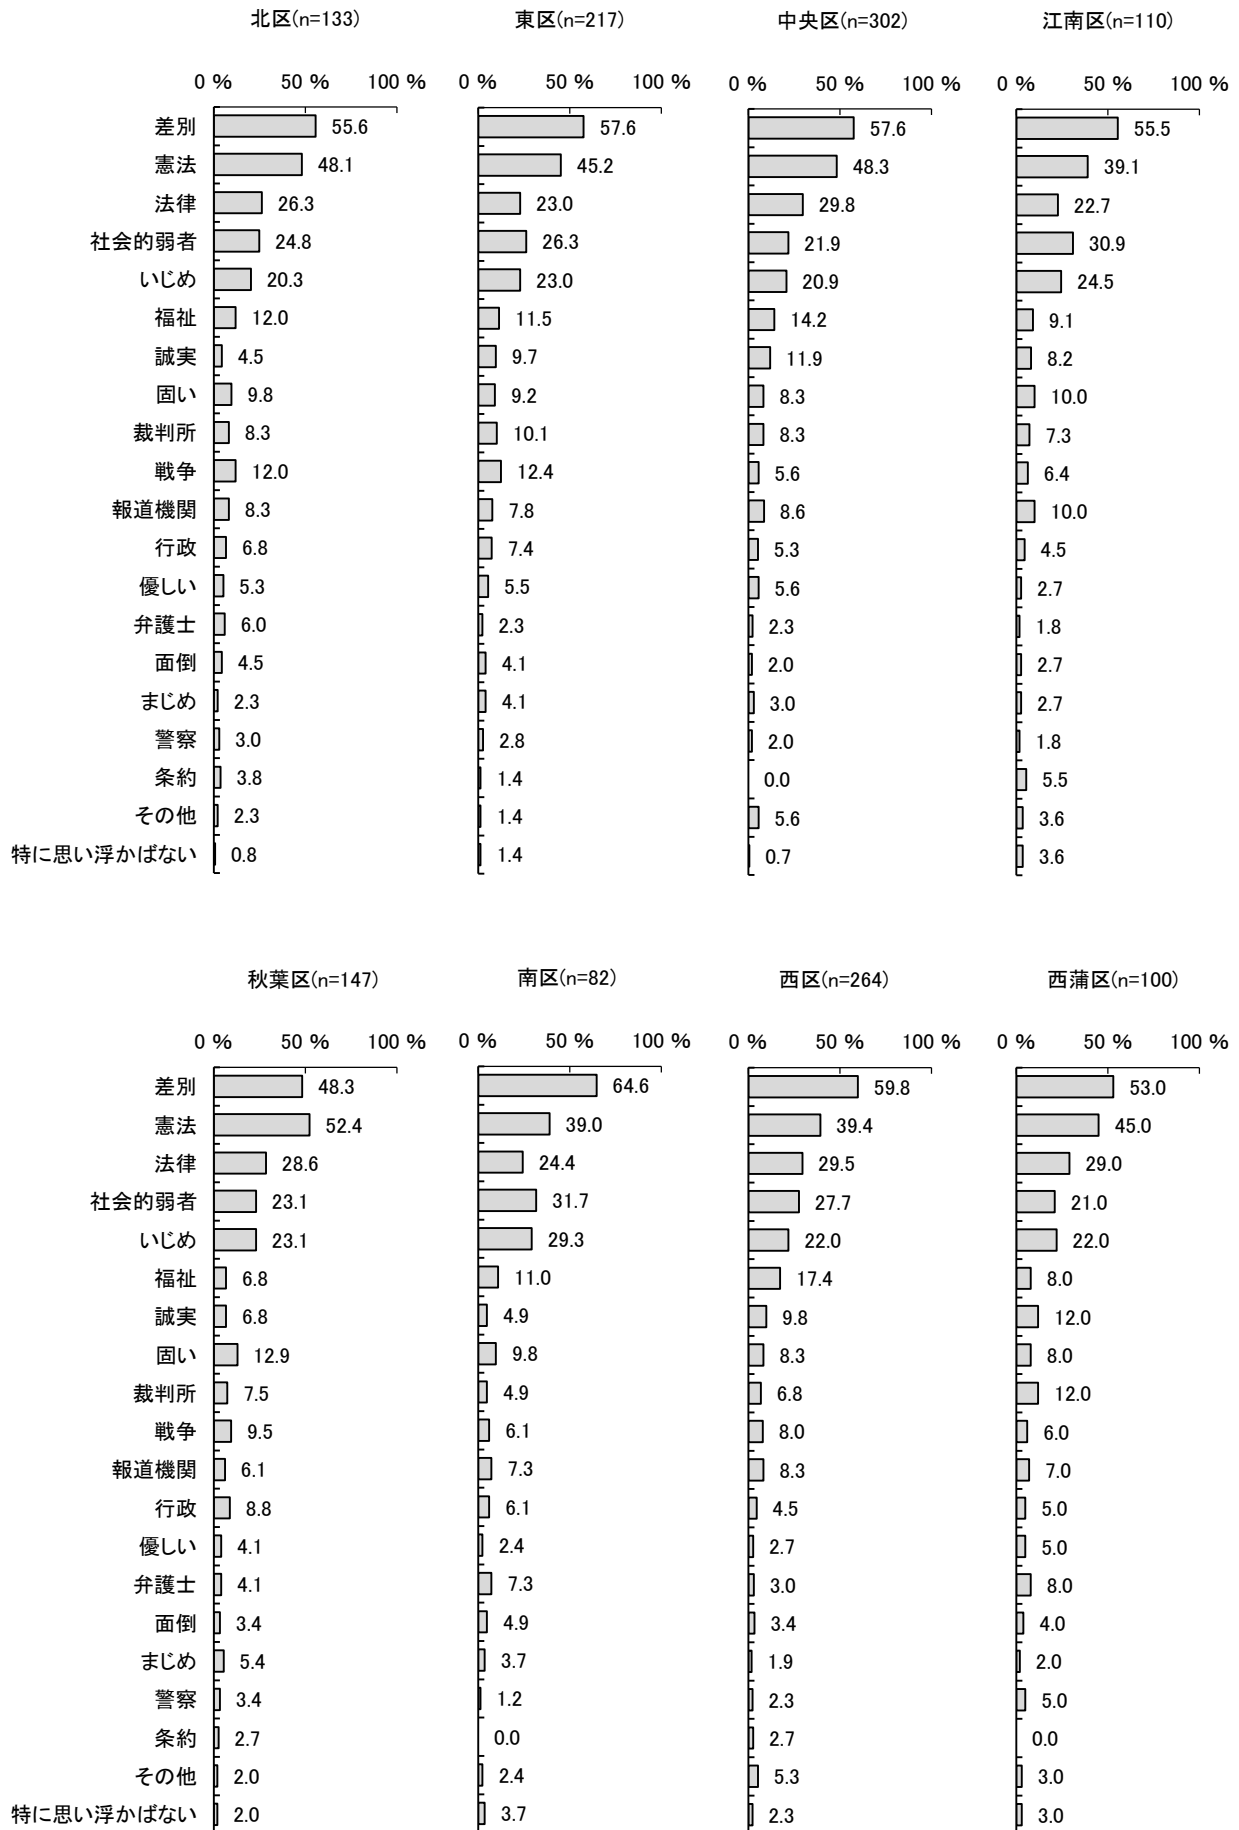 北区(n=133) 東区(n=217) 中央区(n=302) 江南区(n=110)
0 % 50 % 100 % 0 % 50 % 100 % 0 % 50 % 100 % 0 % 50 % 100 %
差別 55.6 57.6 57.6 55.5
憲法 48.1 45.2 48.3 39.1
法律 26.3 23.0 29.8 22.7
社会的弱者 24.8 26.3 21.9 30.9
いじめ 20.3 23.0 20.9 24.5
福祉 12.0 11.5 14.2 9.1
誠実 4.5 9.7 11.9 8.2
固い 9.8 9.2 8.3 10.0
裁判所 8.3 10.1 8.3 7.3
戦争 12.0 12.4 5.6 6.4
報道機関 8.3 7.8 8.6 10.0
行政 6.8 7.4 5.3 4.5
優しい 5.3 5.5 5.6 2.7
弁護士 6.0 2.3 2.3 1.8
面倒 4.5 4.1 2.0 2.7
まじめ 2.3 4.1 3.0 2.7
警察 3.0 2.8 2.0 1.8
条約 3.8 1.4 0.0 5.5
その他 2.3 1.4 5.6 3.6
特に思い浮かばない 0.8 1.4 0.7 3.6
秋葉区(n=147) 南区(n=82) 西区(n=264) 西蒲区(n=100)
0 % 50 % 100 % 0 % 50 % 100 % 0 % 50 % 100 % 0 % 50 % 100 %
差別 48.3 64.6 59.8 53.0
憲法 52.4 39.0 39.4 45.0
法律 28.6 24.4 29.5 29.0
社会的弱者 23.1 31.7 27.7 21.0
いじめ 23.1 29.3 22.0 22.0
福祉 6.8 11.0 17.4 8.0
誠実 6.8 4.9 9.8 12.0
固い 12.9 9.8 8.3 8.0
裁判所 7.5 4.9 6.8 12.0
戦争 9.5 6.1 8.0 6.0
報道機関 6.1 7.3 8.3 7.0
行政 8.8 6.1 4.5 5.0
優しい 4.1 2.4 2.7 5.0
弁護士 4.1 7.3 3.0 8.0
面倒 3.4 4.9 3.4 4.0
まじめ 5.4 3.7 1.9 2.0
警察 3.4 1.2 2.3 5.0
条約 2.7 0.0 2.7 0.0
その他 2.0 2.4 5.3 3.0
特に思い浮かばない 2.0 3.7 2.3 3.0